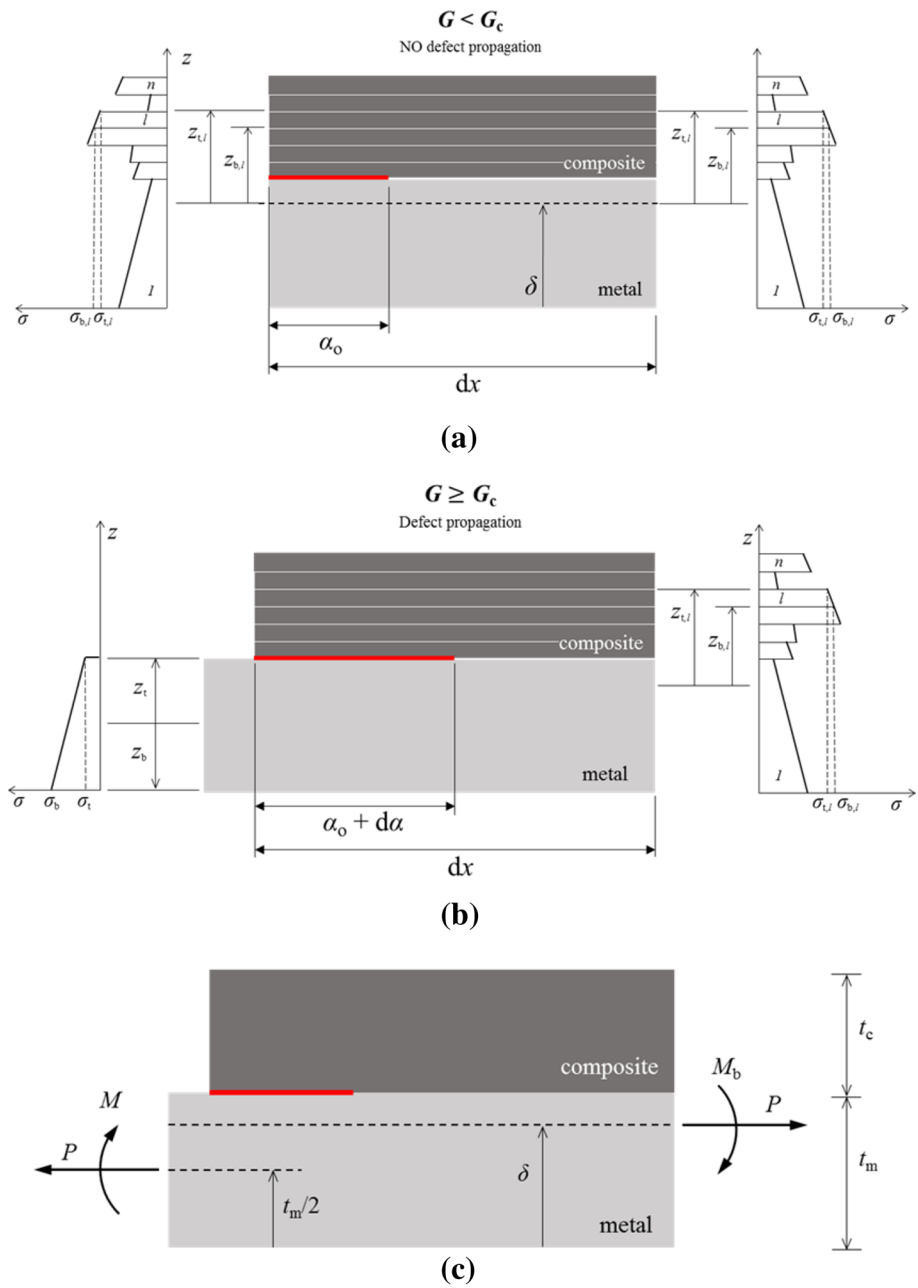 G < Gc
NO defect propagation
z
n
l
1
σ
σb,l σt,l
zt,l
zb,l
composite
δ
metal
αo
dx
zt,l
zb,l
n
l
1
σt,l σb,l
σ
(a)
G ≥ Gc
Defect propagation
z
zt
zb
σ
σb
σt
composite
metal
αo + dα
dx
zt,l
zb,l
z
n
l
1
σt,l σb,l
σ
(b)
composite
M
P
tm/2
δ
metal
Mb
P
tc
tm
(c)